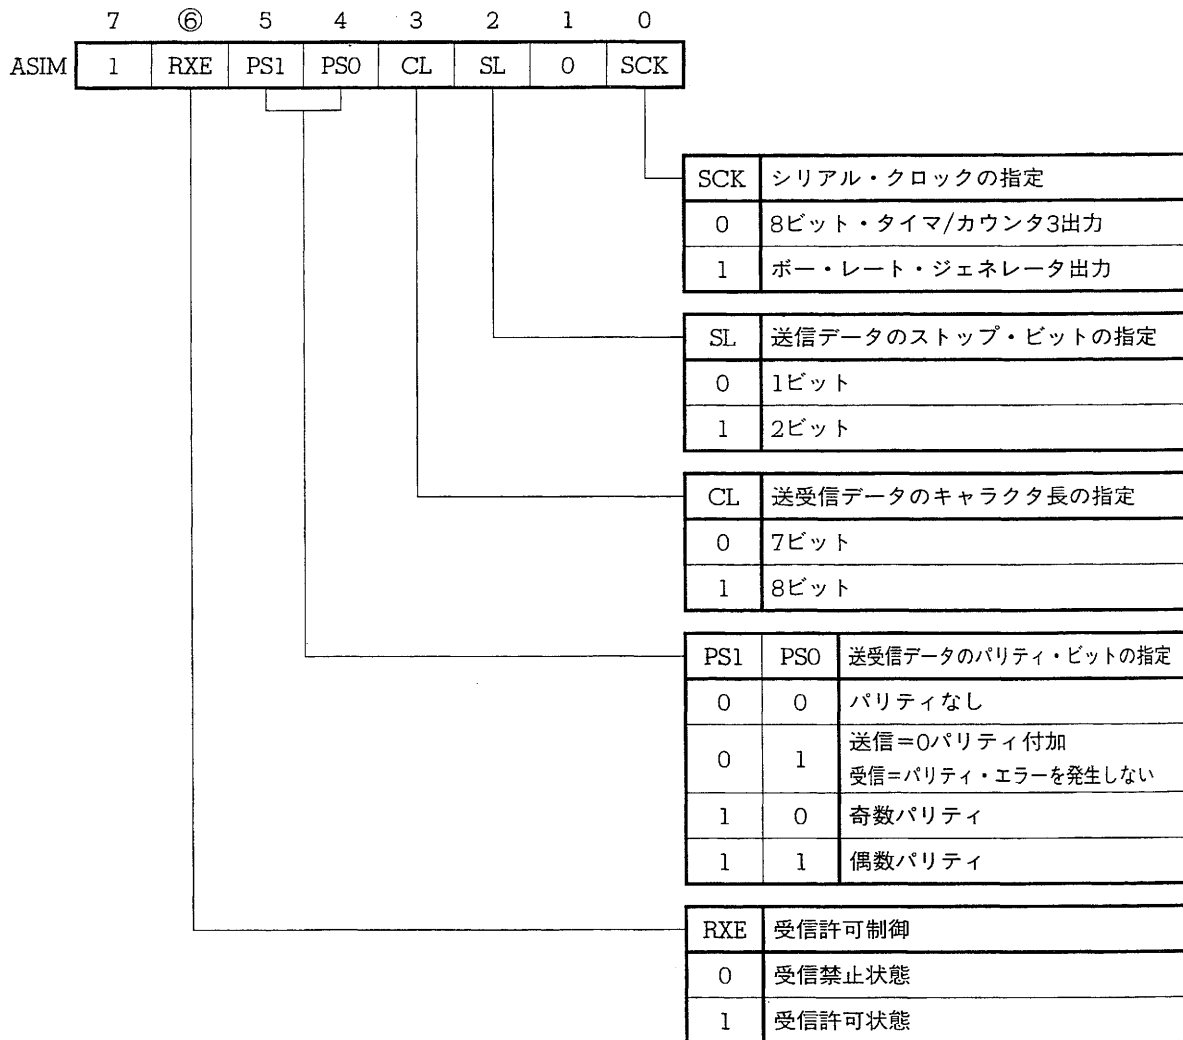 7 ⑥ 5 4 3 2 1 0
ASIM 1 RXE PS1 PS0 CL SL 0 SCK
SCK シリアル・クロックの指定
0 8ビット・タイマ/カウンタ3出力
1 ボー・レート・ジェネレータ出力
SL 送信データのストップ・ビットの指定
0 1ビット
1 2ビット
CL 送受信データのキャラクタ長の指定
0 7ビット
1 8ビット
PS1 PS0 送受信データのパリティ・ビットの指定
0 0 パリティなし
0 1 送信=0パリティ付加
受信=パリティ・エラーを発生しない
1 0 奇数パリティ
1 1 偶数パリティ
RXE 受信許可制御
0 受信禁止状態
1 受信許可状態